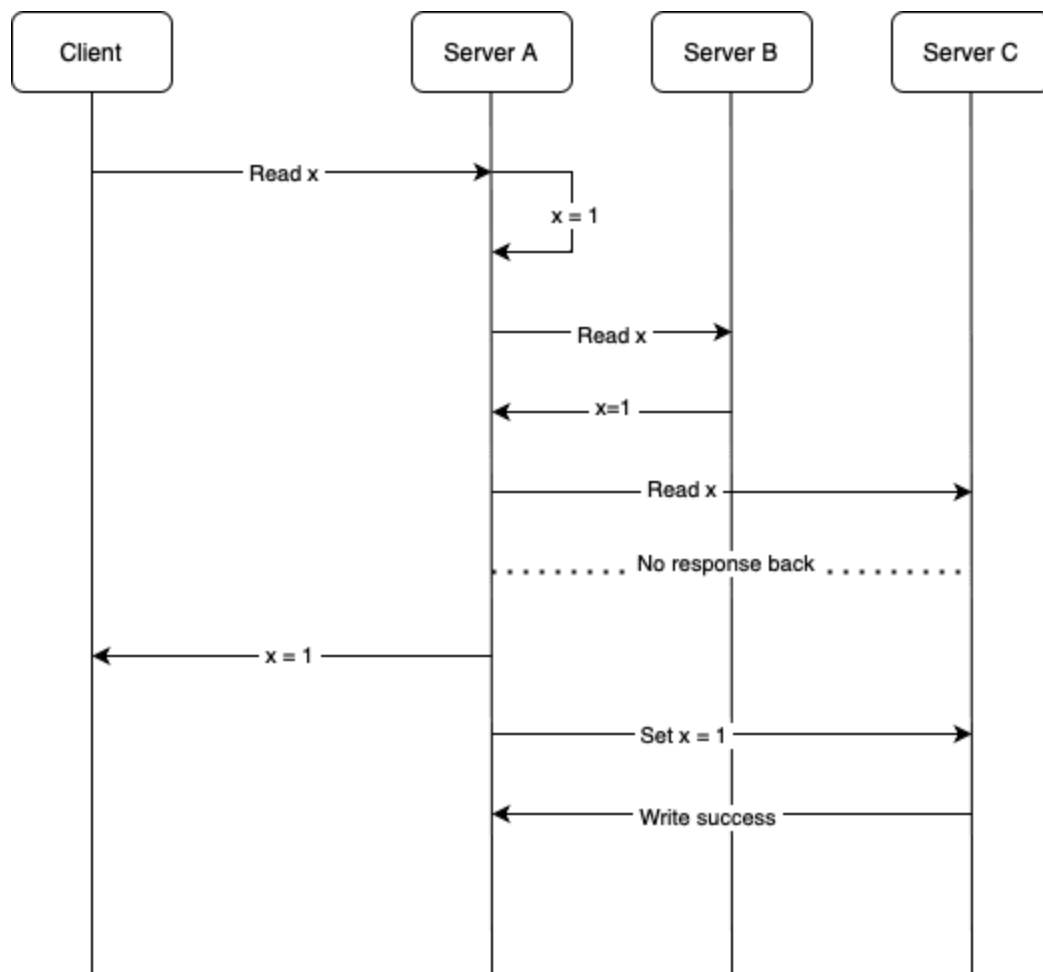 Client
Server A
Server B
Server C
Read x
x = 1
Read x
x=1
Read x
No response back
x = 1
Set x = 1
Write success